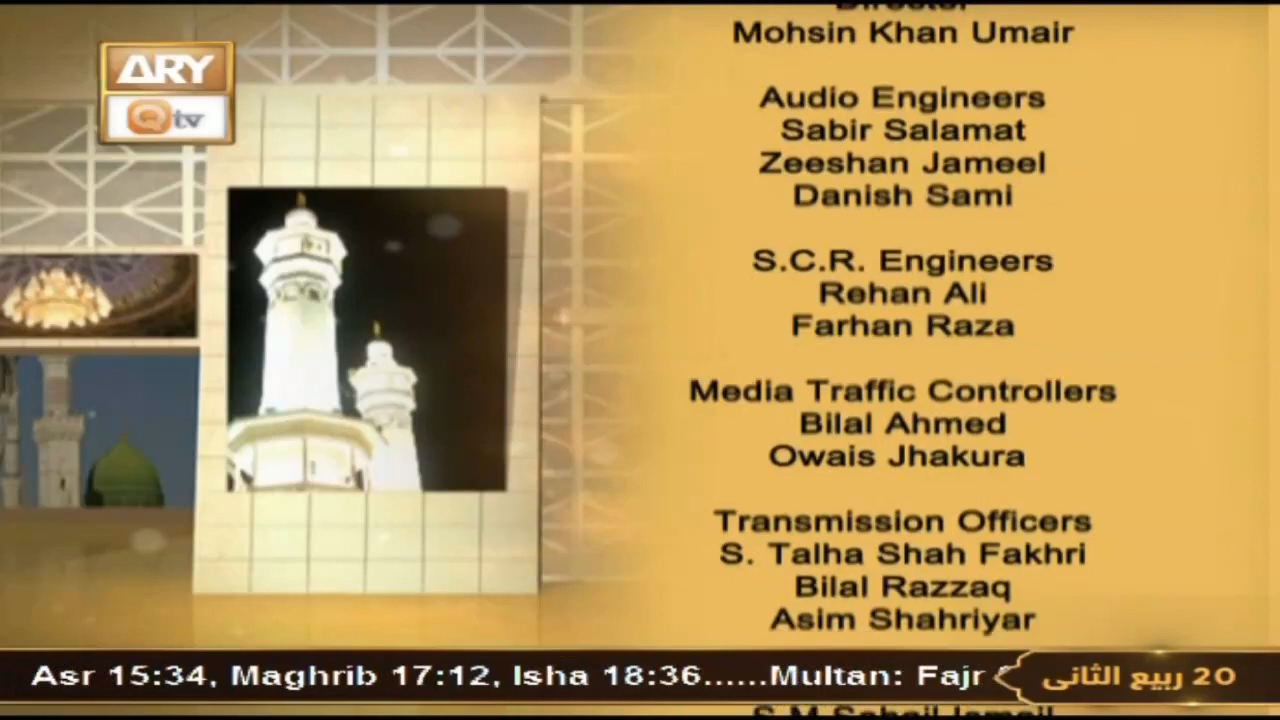 ARY
Qtv
Director
Mohsin Khan Umair
Audio Engineers
Sabir Salamat
Zeeshan Jameel
Danish Sami
S.C.R. Engineers
Rehan Ali
Farhan Raza
Media Traffic Controllers
Bilal Ahmed
Owais Jhakura
Transmission Officers
S. Talha Shah Fakhri
Bilal Razzaq
Asim Shahriyar
Asr 15:34, Maghrib 17:12, Isha 18:36......Multan: Fajr
20 ربیع الثانی